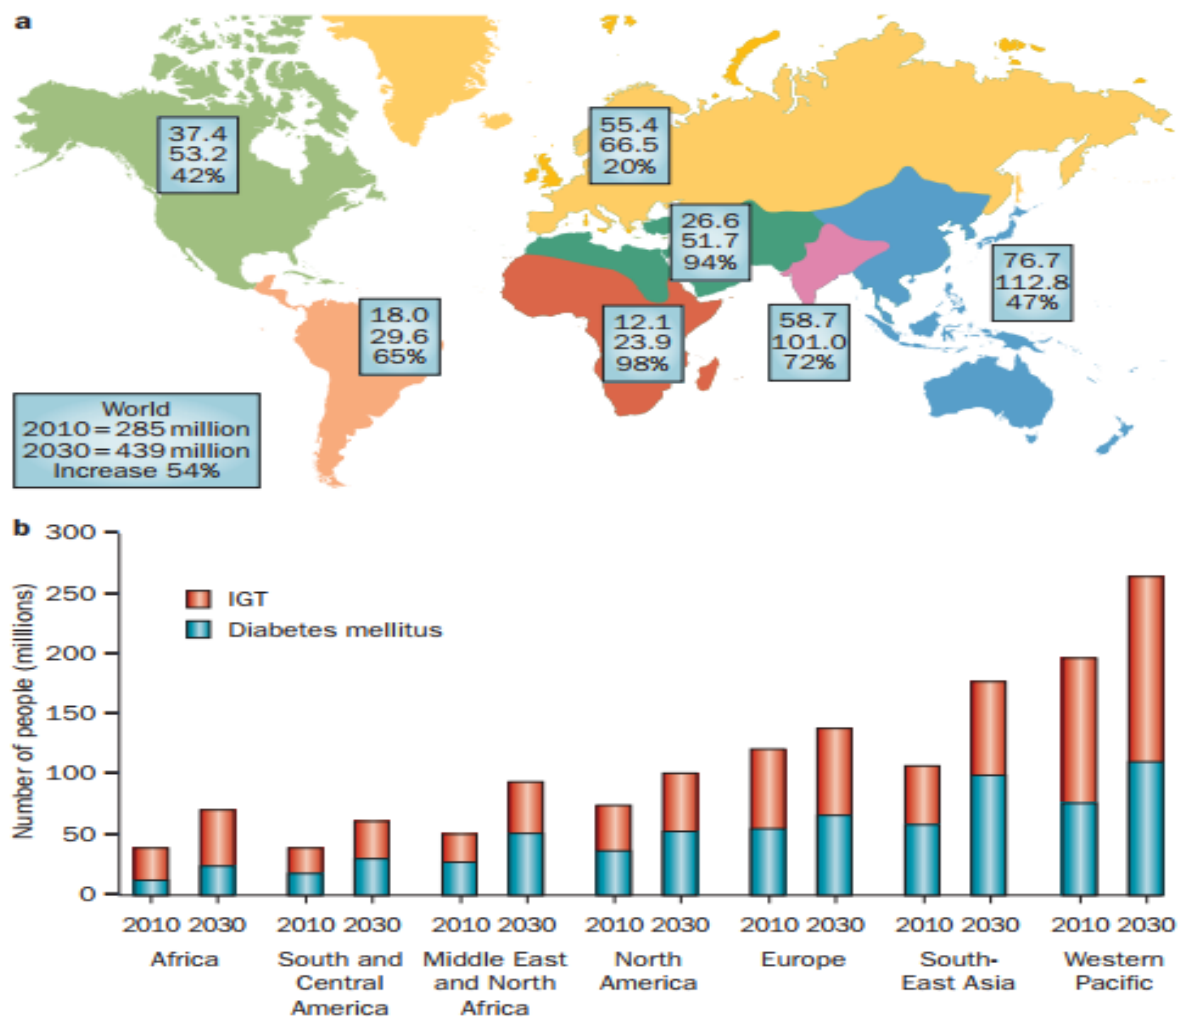 a
37.4
53.2
42%
55.4
66.5
20%
26.6
51.7
94%
76.7
112.8
47%
18.0
29.6
65%
12.1
23.9
98%
58.7
101.0
72%
World
2010 = 285 million
2030 = 439 million
Increase 54%
b
Number of people (milllions)
300
250
200
150
100
50
0
IGT
Diabetes mellitus
2010 2030 2010 2030 2010 2030 2010 2030 2010 2030 2010 2030 2010 2030
Africa
South and
Central
America
Middle East
and North
Africa
North
America
Europe
South-
East Asia
Western
Pacific